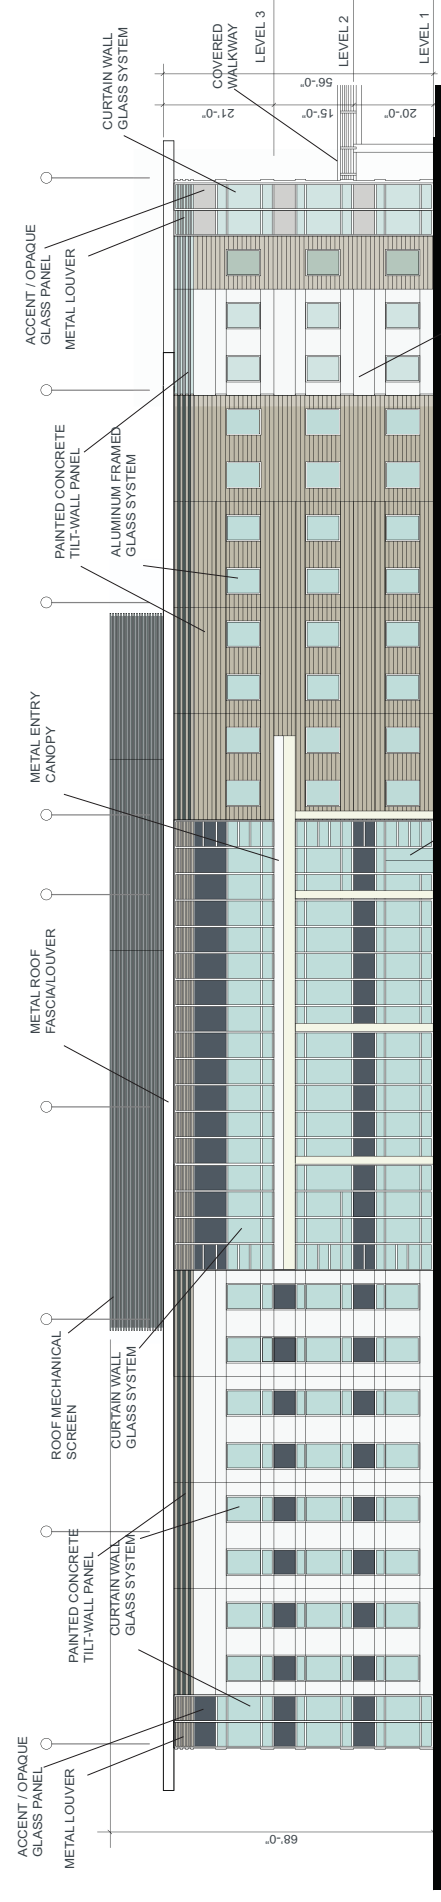 ACCENT / OPAQUE
GLASS PANEL
METAL LOUVER
PAINTED CONCRETE
TILT-WALL PANEL
CURTAIN WALL
GLASS SYSTEM
ROOF MECHANICAL
SCREEN
CURTAIN WALL
GLASS SYSTEM
METAL ROOF
FASCIA/LOUVER
METAL ENTRY
CANOPY
PAINTED CONCRETE
TILT-WALL PANEL
ALUMINUM FRAMED
GLASS SYSTEM
ACCENT / OPAQUE
GLASS PANEL
METAL LOUVER
CURTAIN WALL
GLASS SYSTEM
COVERED
WALKWAY
LEVEL 3
LEVEL 2
LEVEL 1
68'-0"
56'-0"
21'-0"
15'-0"
20'-0"